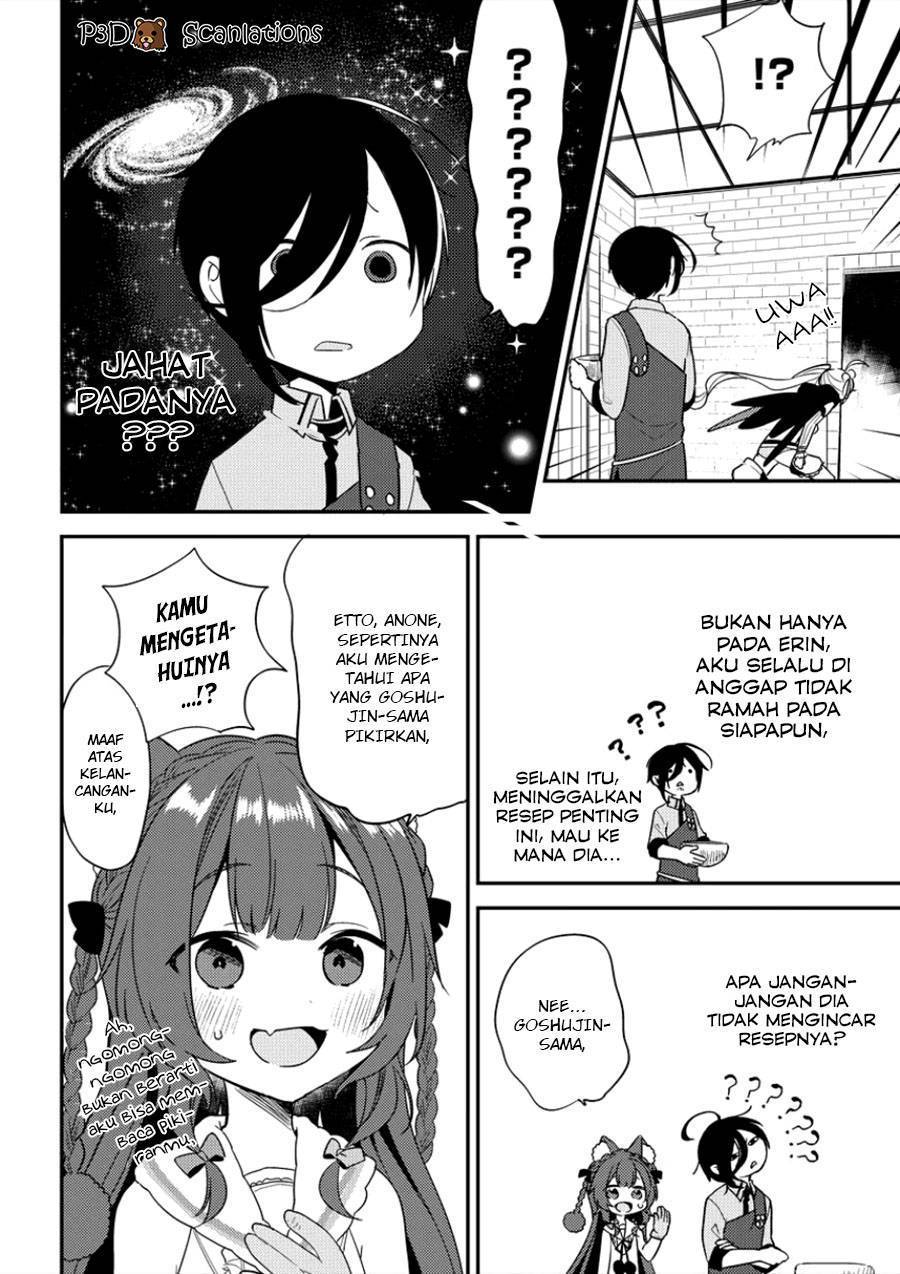 P3D Scanlations
!?
UWA
AAA!!
?
?
?
?
?
?
?
JAHAT
PADANYA
???
BUKAN HANYA
PADA ERIN,
AKU SELALU DI
ANGGAP TIDAK
RAMAH PADA
SIAPAPUN,
???
SELAIN ITU,
MENINGGALKAN
RESEP PENTING
INI, MAU KE
MANA DIA...
APA JANGAN-
JANGAN DIA
TIDAK MENGINCAR
RESEPNYA?
NEE...
GOSHUJIN-
SAMA,
ETTO, ANONE,
SEPERTINYA
AKU MENGE-
TAHUI APA
YANG GOSHU-
JIN-SAMA
PIKIRKAN,
KAMU
MENGETA-
HUINYA
...!?
MAAF
ATAS
KELAN-
CANGAN-
KU,
Ah,
ngomong-
ngomong
bukan berarti
aku bisa mem-
baca piki-
ranmu,